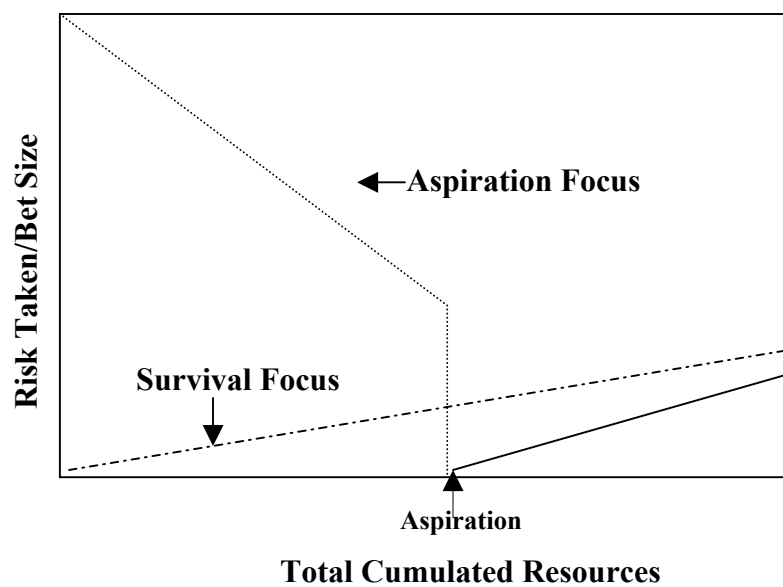 Risk Taken/Bet Size
Aspiration Focus
Survival Focus
Aspiration
Total Cumulated Resources